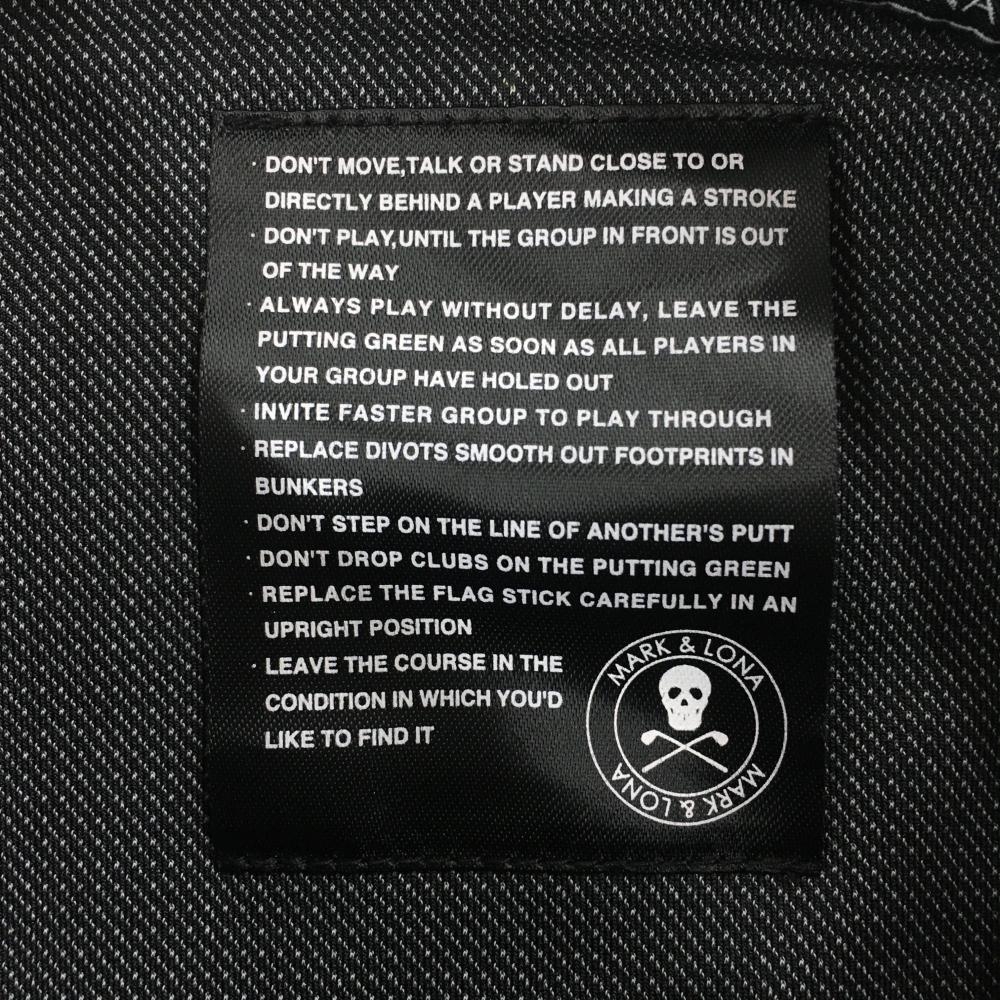 · DON'T MOVE,TALK OR STAND CLOSE TO OR
DIRECTLY BEHIND A PLAYER MAKING A STROKE
· DON'T PLAY,UNTIL THE GROUP IN FRONT IS OUT
OF THE WAY
· ALWAYS PLAY WITHOUT DELAY, LEAVE THE
PUTTING GREEN AS SOON AS ALL PLAYERS IN
YOUR GROUP HAVE HOLED OUT
· INVITE FASTER GROUP TO PLAY THROUGH
· REPLACE DIVOTS SMOOTH OUT FOOTPRINTS IN
BUNKERS
· DON'T STEP ON THE LINE OF ANOTHER'S PUTT
· DON'T DROP CLUBS ON THE PUTTING GREEN
· REPLACE THE FLAG STICK CAREFULLY IN AN
UPRIGHT POSITION
· LEAVE THE COURSE IN THE
CONDITION IN WHICH YOU'D
LIKE TO FIND IT
MARK & LONA
MARK & LONA